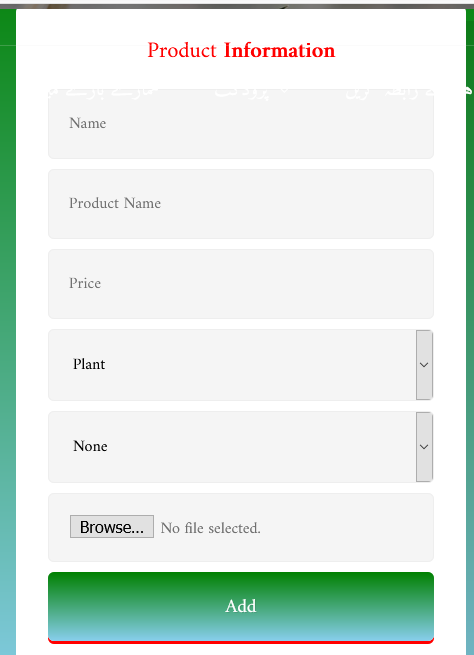 Product Information
Name
Product Name
Price
Plant
None
Browse... No file selected.
Add